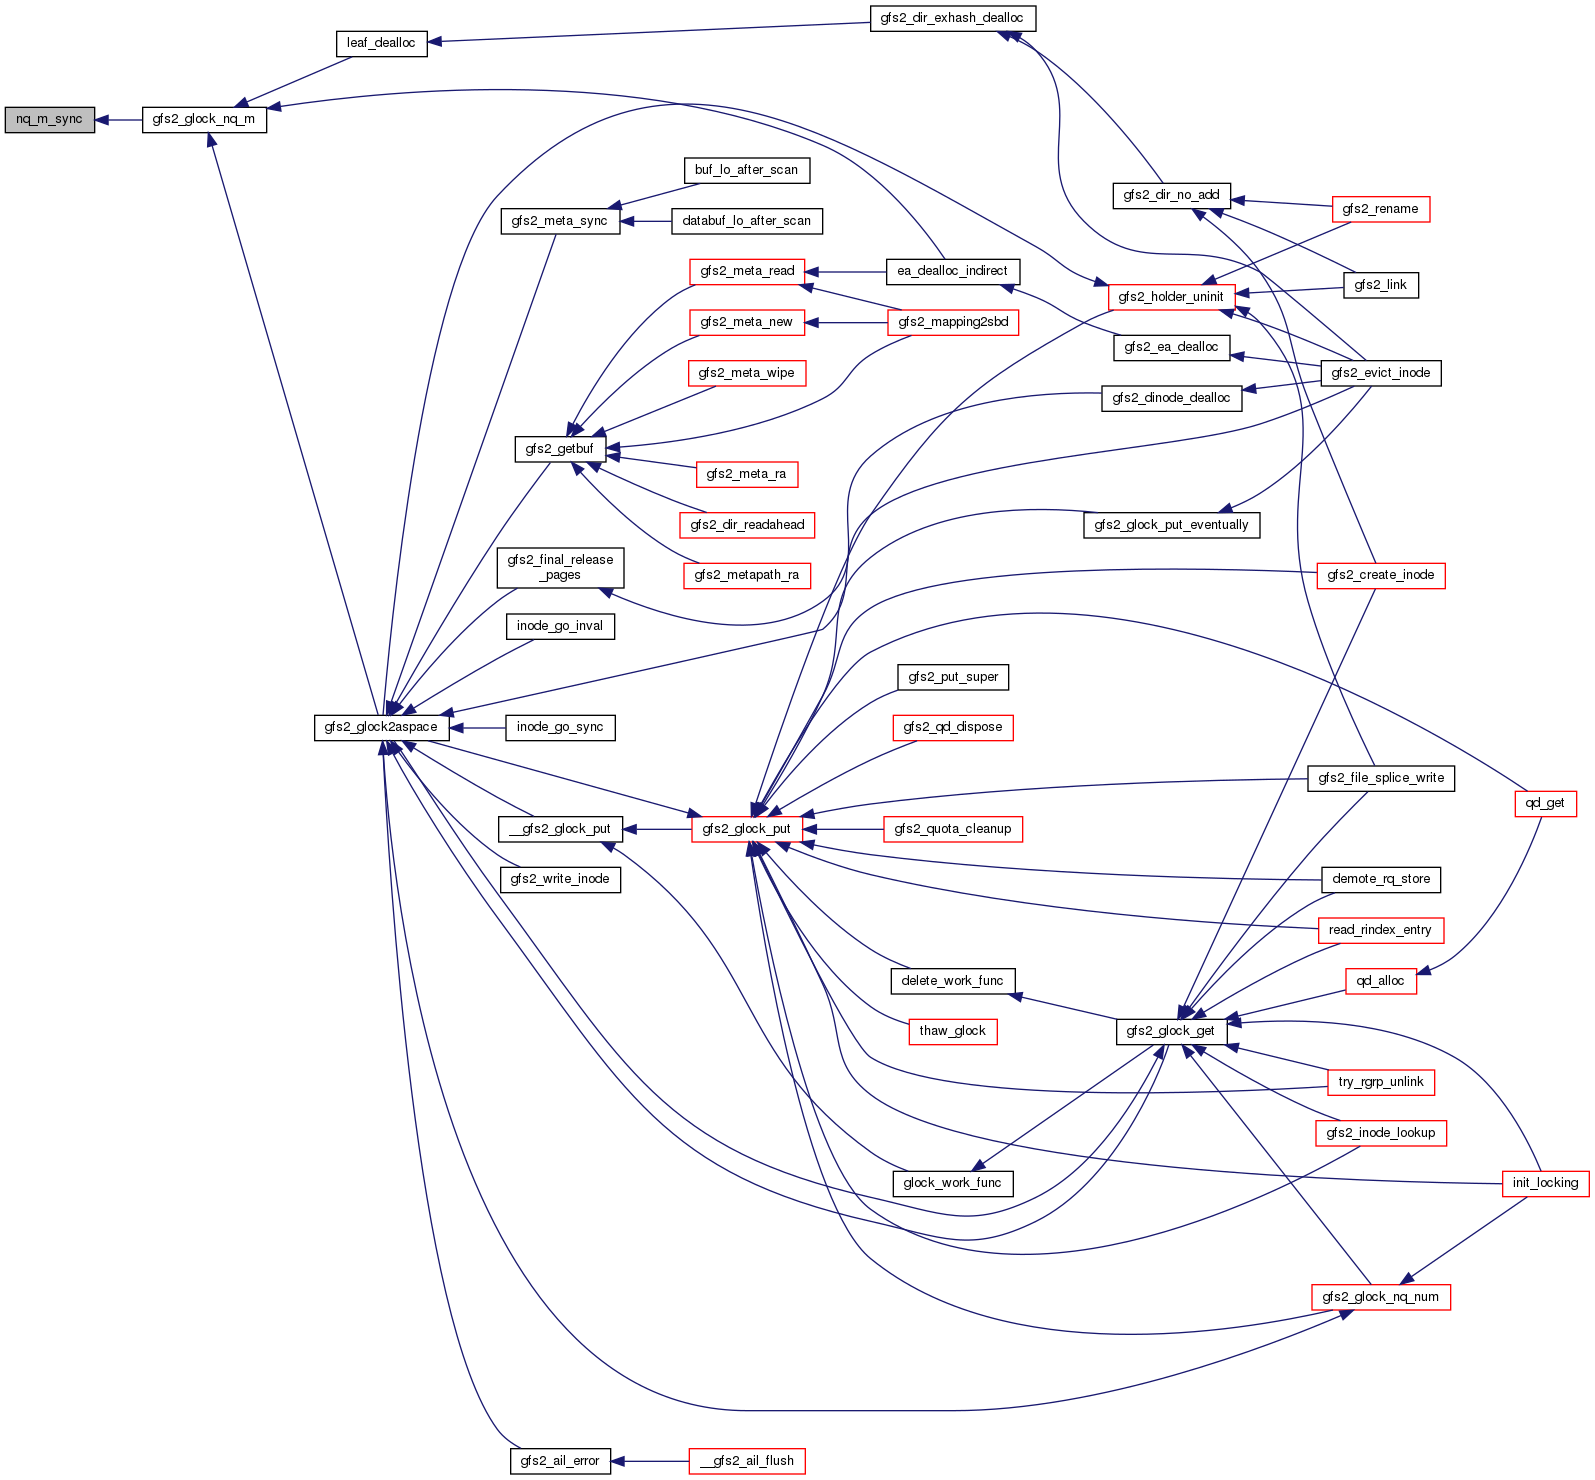 gfs2_dir_exhash_dealloc
leaf_dealloc
nq_m_sync
gfs2_glock_nq_m
buf_lo_after_scan
gfs2_dir_no_add
gfs2_rename
gfs2_meta_sync
databuf_lo_after_scan
gfs2_meta_read
ea_dealloc_indirect
gfs2_link
gfs2_holder_uninit
gfs2_meta_new
gfs2_mapping2sbd
gfs2_ea_dealloc
gfs2_meta_wipe
gfs2_evict_inode
gfs2_dinode_dealloc
gfs2_getbuf
gfs2_meta_ra
gfs2_dir_readahead
gfs2_glock_put_eventually
gfs2_final_release
_pages
gfs2_metapath_ra
gfs2_create_inode
inode_go_inval
gfs2_put_super
gfs2_glock2aspace
inode_go_sync
gfs2_qd_dispose
gfs2_file_splice_write
qd_get
__gfs2_glock_put
gfs2_glock_put
gfs2_quota_cleanup
gfs2_write_inode
demote_rq_store
read_rindex_entry
delete_work_func
qd_alloc
thaw_glock
gfs2_glock_get
try_rgrp_unlink
gfs2_inode_lookup
glock_work_func
init_locking
gfs2_glock_nq_num
gfs2_ail_error
__gfs2_ail_flush